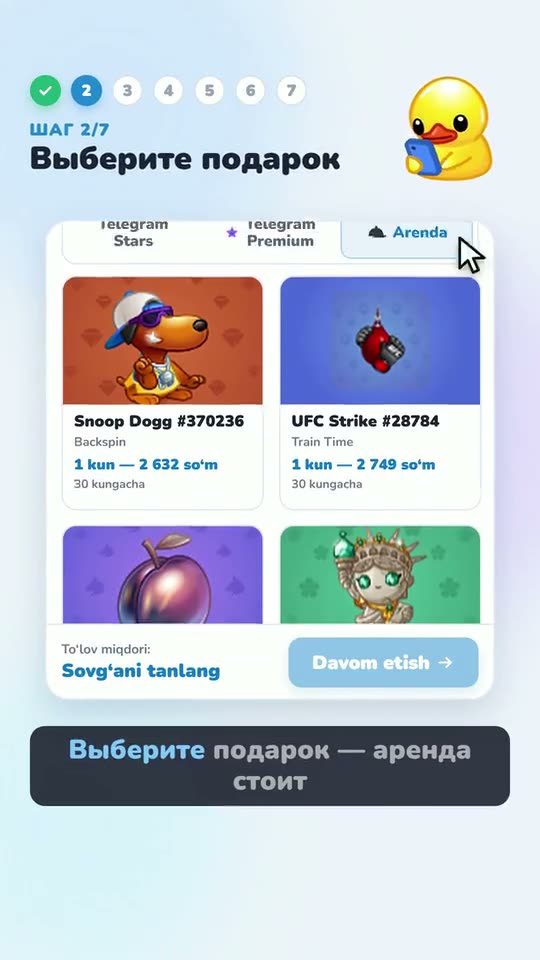 2 3 4 5 6 7
ШАГ 2/7
Выберите подарок
Telegram
Stars
Telegram
Premium
Arenda
Snoop Dogg #370236
Backspin
1 kun — 2 632 so‘m
30 kungacha
UFC Strike #28784
Train Time
1 kun — 2 749 so‘m
30 kungacha
To‘lov miqdori:
Sovg‘ani tanlang
Davom etish →
Выберите подарок — аренда
стоит